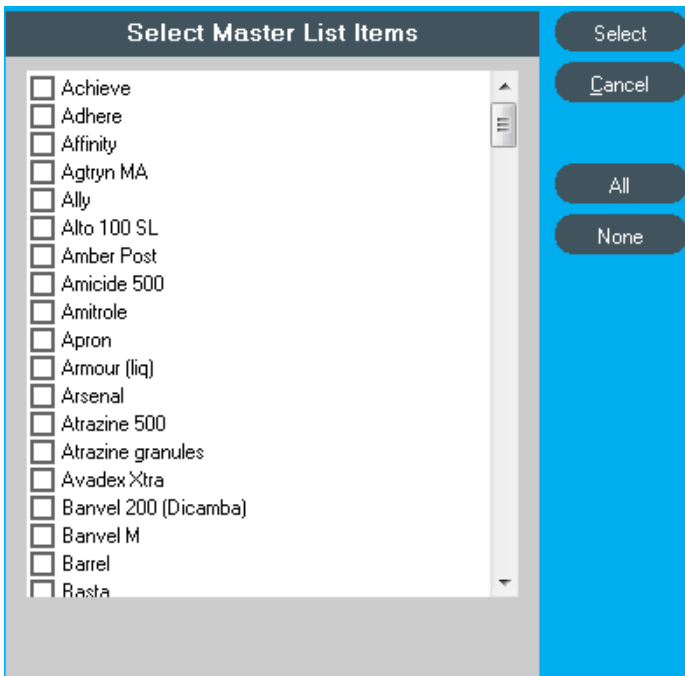 Select Master List Items
Select
Cancel
All
None
Achieve
Adhere
Affinity
Agtryn MA
Ally
Alto 100 SL
Amber Post
Amicide 500
Amitrole
Apron
Armour (liq)
Arsenal
Atrazine 500
Atrazine granules
Avadex Xtra
Banvel 200 (Dicamba)
Banvel M
Barrel
Basta